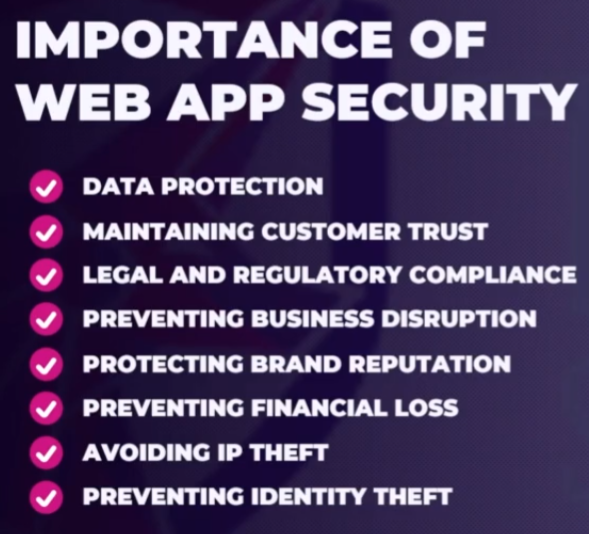 IMPORTANCE OF
WEB APP SECURITY
DATA PROTECTION
MAINTAINING CUSTOMER TRUST
LEGAL AND REGULATORY COMPLIANCE
PREVENTING BUSINESS DISRUPTION
PROTECTING BRAND REPUTATION
PREVENTING FINANCIAL LOSS
AVOIDING IP THEFT
PREVENTING IDENTITY THEFT